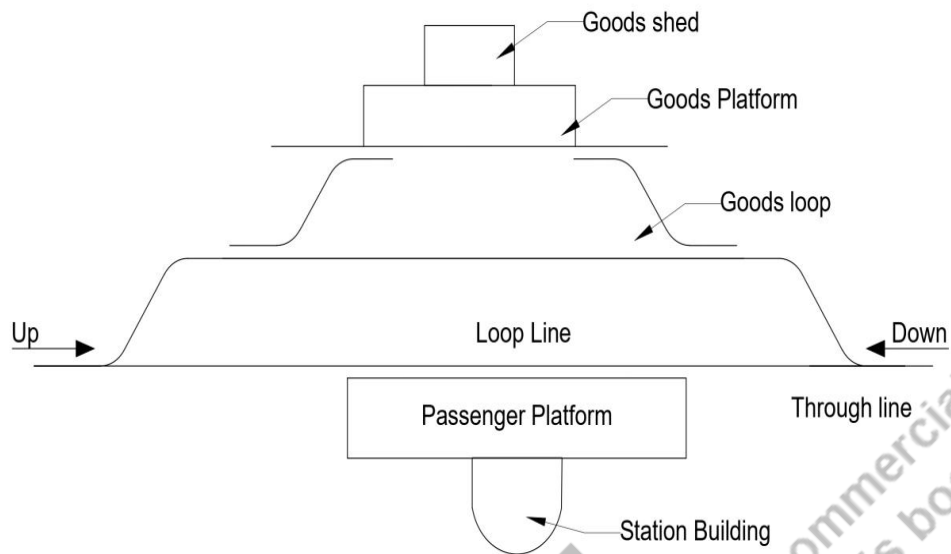 Goods shed
Goods Platform
Goods loop
Up
Loop Line
Down
Passenger Platform
Through line
Station Building